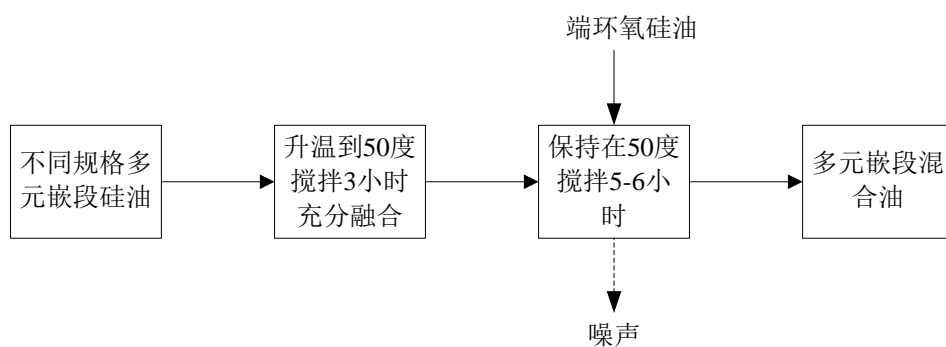 端环氧硅油
不同规格多
元嵌段硅油
升温到50度
搅拌3小时
充分融合
保持在50度
搅拌5-6小
时
多元嵌段混
合油
噪声